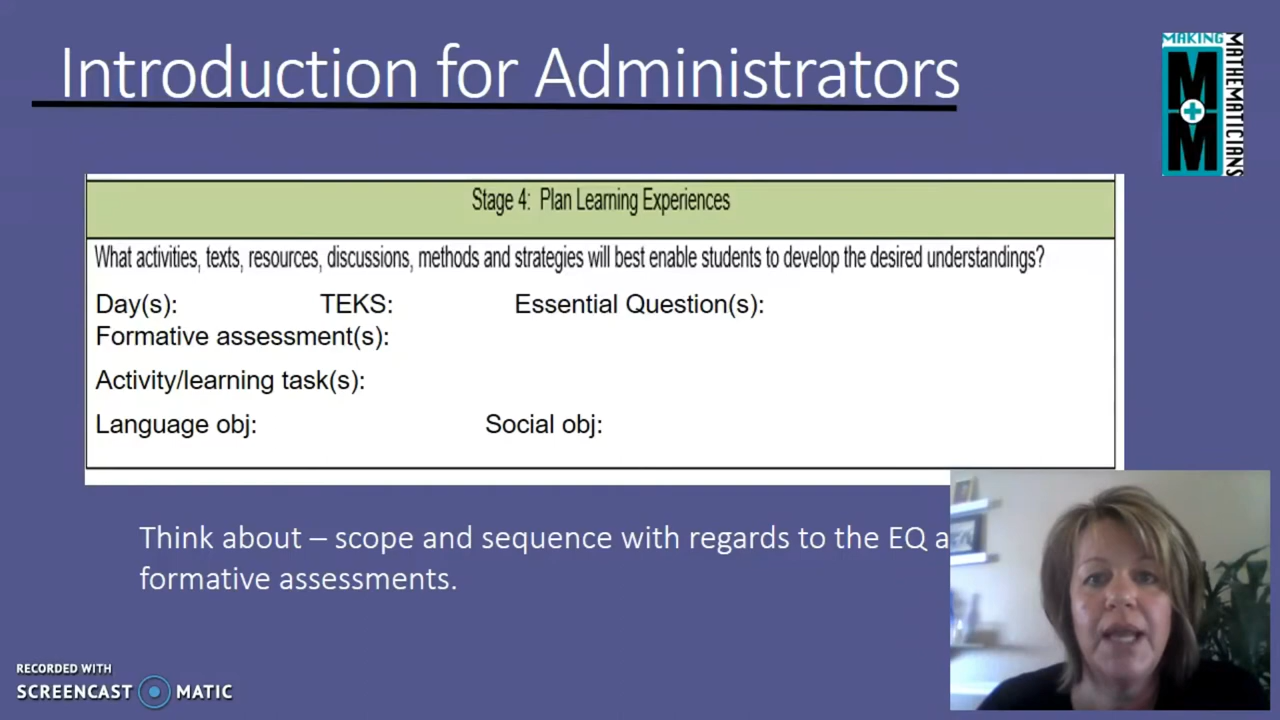 Introduction for Administrators
MAKING
MATHEMATICIANS
M
M
Stage 4: Plan Learning Experiences
What activities, texts, resources, discussions, methods and strategies will best enable students to develop the desired understandings?
Day(s): TEKS: Essential Question(s):
Formative assessment(s):
Activity/learning task(s):
Language obj: Social obj:
Think about – scope and sequence with regards to the EQ a
formative assessments.
RECORDED WITH
SCREENCAST MATIC